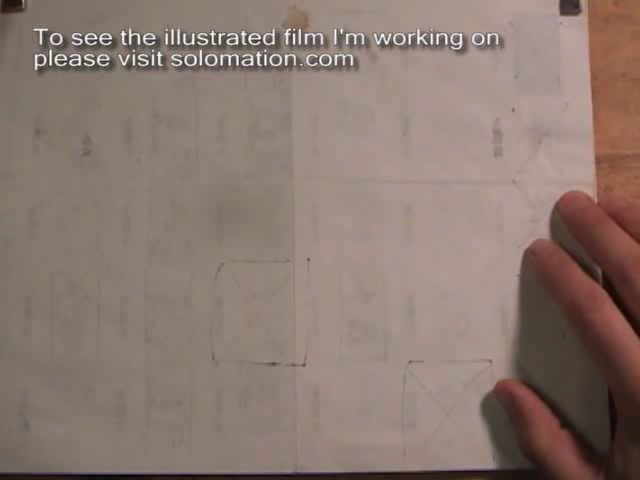 To see the illustrated film I'm working on
please visit solomation.com